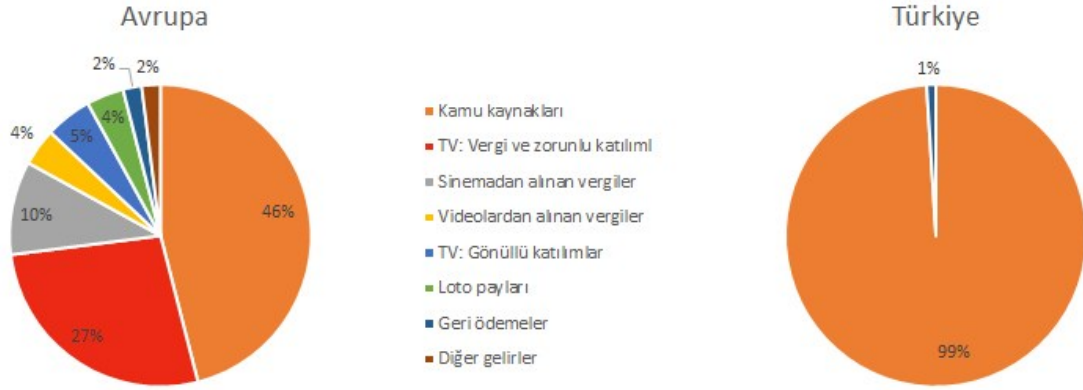 Avrupa
2%
2%
4%
4%
5%
10%
46%
27%
Kamu kaynakları
TV: Vergi ve zorunlu katılıml
Sinemadan alınan vergiler
Videolardan alınan vergiler
TV: Gönüllü katılımlar
Loto payları
Geri ödemeler
Diğer gelirler
Türkiye
1%
99%